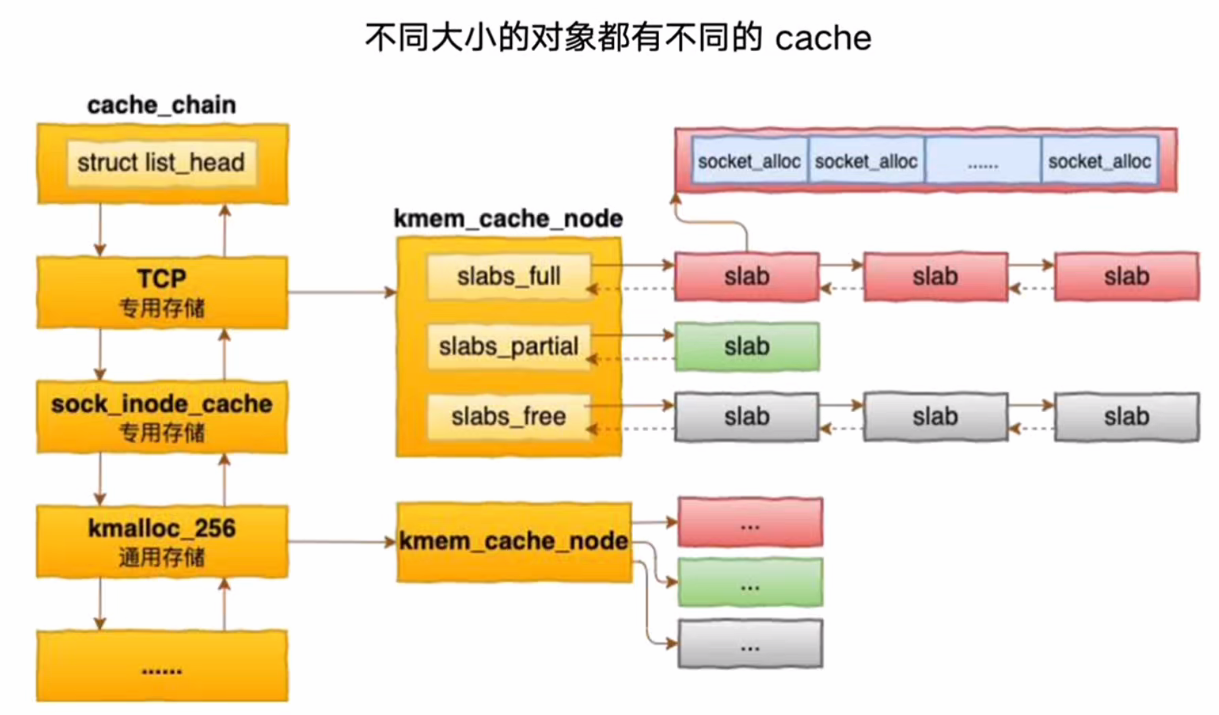 不同大小的对象都有不同的 cache
cache_chain
struct list_head
TCP
专用存储
sock_inode_cache
专用存储
kmalloc_256
通用存储
......
kmem_cache_node
slabs_full
slabs_partial
slabs_free
socket_alloc socket_alloc ...... socket_alloc
slab slab slab
slab
slab slab slab
kmem_cache_node
...
...
...